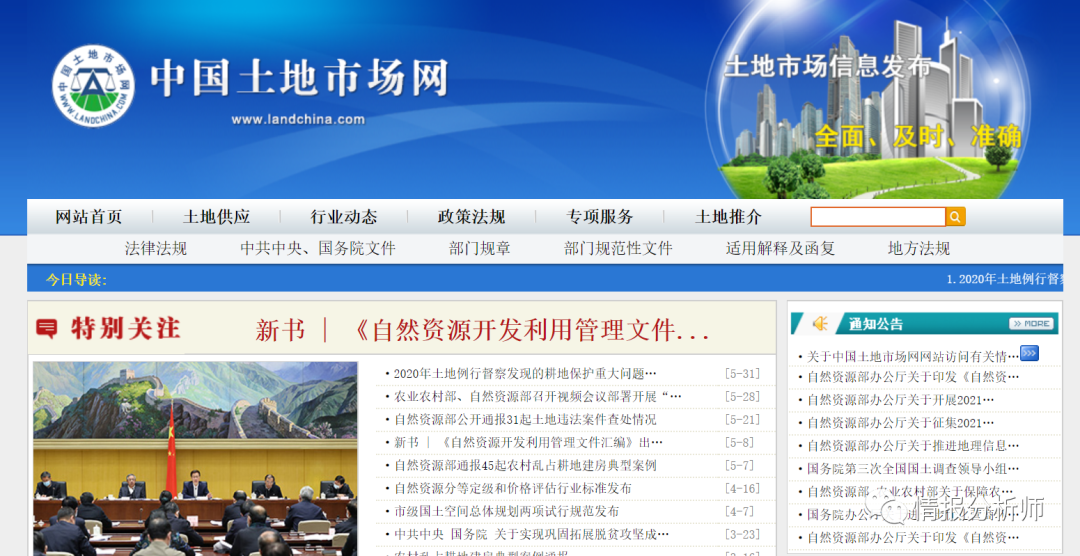 中国土地市场网
WWW.LANDCHINA.COM
中国土地市场网
www.landchina.com
土地市场信息发布
全面、及时、准确
网站首页 土地供应 行业动态 政策法规 专项服务 土地推介
法律法规 中共中央、国务院文件 部门规章 部门规范性文件 适用解释及函复 地方法规
今日导读:
1.2020年土地例行督察
特别关注
新书 | 《自然资源开发利用管理文件...
·2020年土地例行督察发现的耕地保护重大问题… [5-31]
·农业农村部、自然资源部召开视频会议部署开展“… [5-28]
·自然资源部公开通报31起土地违法案件查处情况 [5-21]
·新书 | 《自然资源开发利用管理文件汇编》出… [5-8]
·自然资源部通报45起农村乱占耕地建房典型案例 [5-7]
·自然资源分等定级和价格评估行业标准发布 [4-16]
·市级国土空间总体规划两项试行规范发布 [4-7]
·中共中央 国务院 关于实现巩固拓展脱贫攻坚成… [3-23]
通知公告
>> MORE
·关于中国土地市场网网站访问有关情…
·自然资源部办公厅关于印发《自然资…
·自然资源部办公厅关于开展2021…
·自然资源部办公厅关于征集2021…
·自然资源部办公厅关于推进地理信息…
·国务院第三次全国国土调查领导小组…
·自然资源部 农业农村部关于保障农…
·国务院办公
·自然资源部办公厅关于印发《自然资…
情报分析师